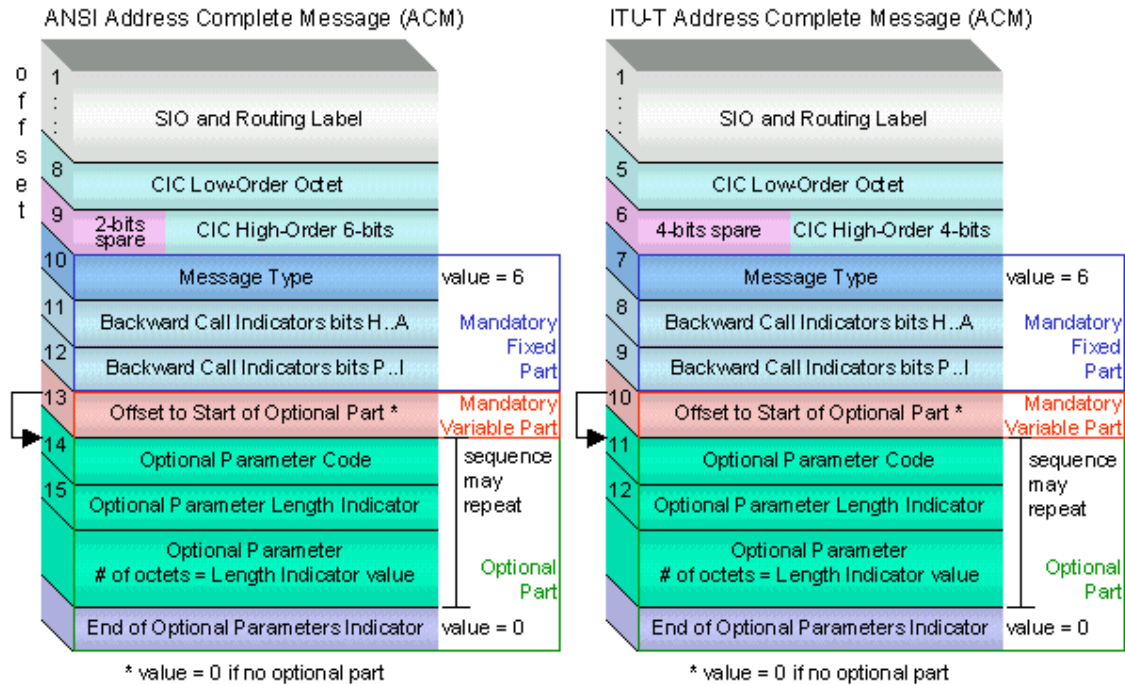 ANSI Address Complete Message (ACM)
offset
1
:
:
SIO and Routing Label
8
CIC Low-Order Octet
9
2-bits
spare
CIC High-Order 6-bits
10
Message Type
value = 6
11
Backward Call Indicators bits H..A
12
Backward Call Indicators bits P..I
Mandatory
Fixed
Part
13
Offset to Start of Optional Part *
Mandatory
Variable Part
14
Optional Parameter Code
15
Optional Parameter Length Indicator
sequence
may
repeat
Optional Parameter
# of octets = Length Indicator value
Optional
Part
End of Optional Parameters Indicator
value = 0
* value = 0 if no optional part
ITU-T Address Complete Message (ACM)
1
:
:
SIO and Routing Label
5
CIC Low-Order Octet
6
4-bits spare
CIC High-Order 4-bits
7
Message Type
value = 6
8
Backward Call Indicators bits H..A
9
Backward Call Indicators bits P..I
Mandatory
Fixed
Part
10
Offset to Start of Optional Part *
Mandatory
Variable Part
11
Optional Parameter Code
12
Optional Parameter Length Indicator
sequence
may
repeat
Optional Parameter
# of octets = Length Indicator value
Optional
Part
End of Optional Parameters Indicator
value = 0
* value = 0 if no optional part